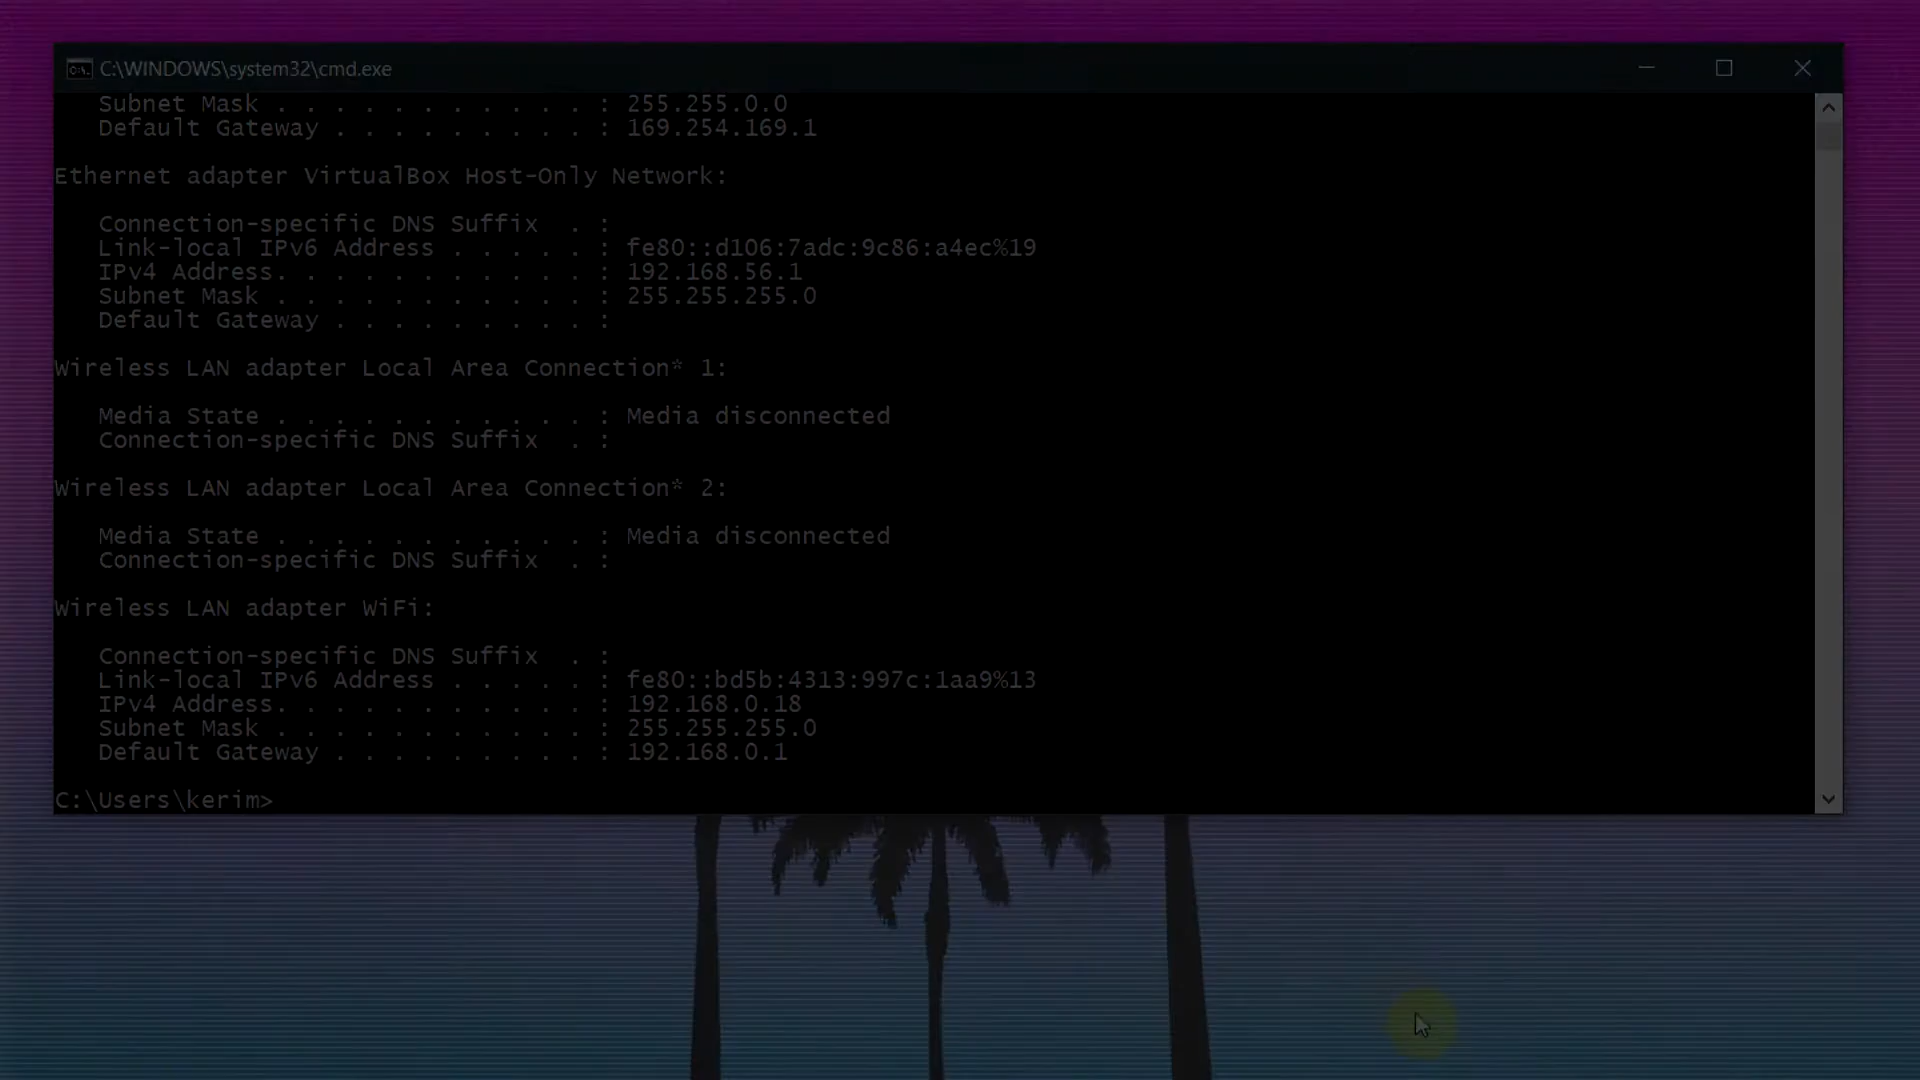 C:\WINDOWS\system32\cmd.exe
Subnet Mask . . . . . . . . . . . : 255.255.0.0
Default Gateway . . . . . . . . . : 169.254.169.1
Ethernet adapter VirtualBox Host-Only Network:
Connection-specific DNS Suffix  . :
Link-local IPv6 Address . . . . . : fe80::d106:7adc:9c86:a4ec%19
IPv4 Address. . . . . . . . . . . : 192.168.56.1
Subnet Mask . . . . . . . . . . . : 255.255.255.0
Default Gateway . . . . . . . . . :
Wireless LAN adapter Local Area Connection* 1:
Media State . . . . . . . . . . . : Media disconnected
Connection-specific DNS Suffix  . :
Wireless LAN adapter Local Area Connection* 2:
Media State . . . . . . . . . . . : Media disconnected
Connection-specific DNS Suffix  . :
Wireless LAN adapter WiFi:
Connection-specific DNS Suffix  . :
Link-local IPv6 Address . . . . . : fe80::bd5b:4313:997c:1aa9%13
IPv4 Address. . . . . . . . . . . : 192.168.0.18
Subnet Mask . . . . . . . . . . . : 255.255.255.0
Default Gateway . . . . . . . . . : 192.168.0.1
C:\Users\kerim>